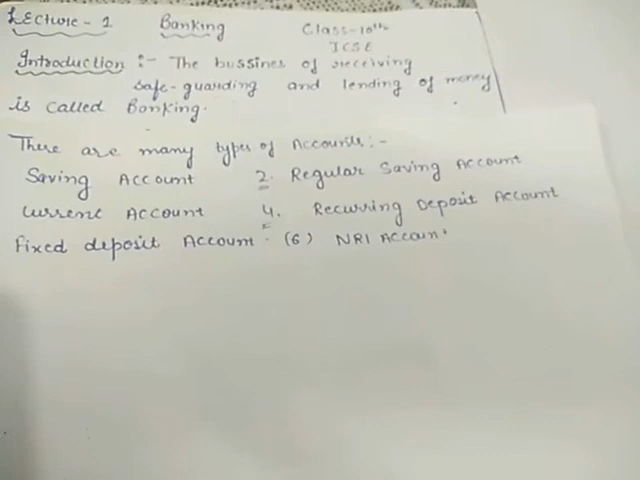 Lecture - 1 Banking Class-10th
ICSE
Introduction :- The bussines of receiving
safe-guarding and lending of money
is called Banking.
There are many types of Accounts:-
Saving Account 2. Regular Saving Account
Current Account 4. Recurring Deposit Account
Fixed deposit Account. (6) NRI Account